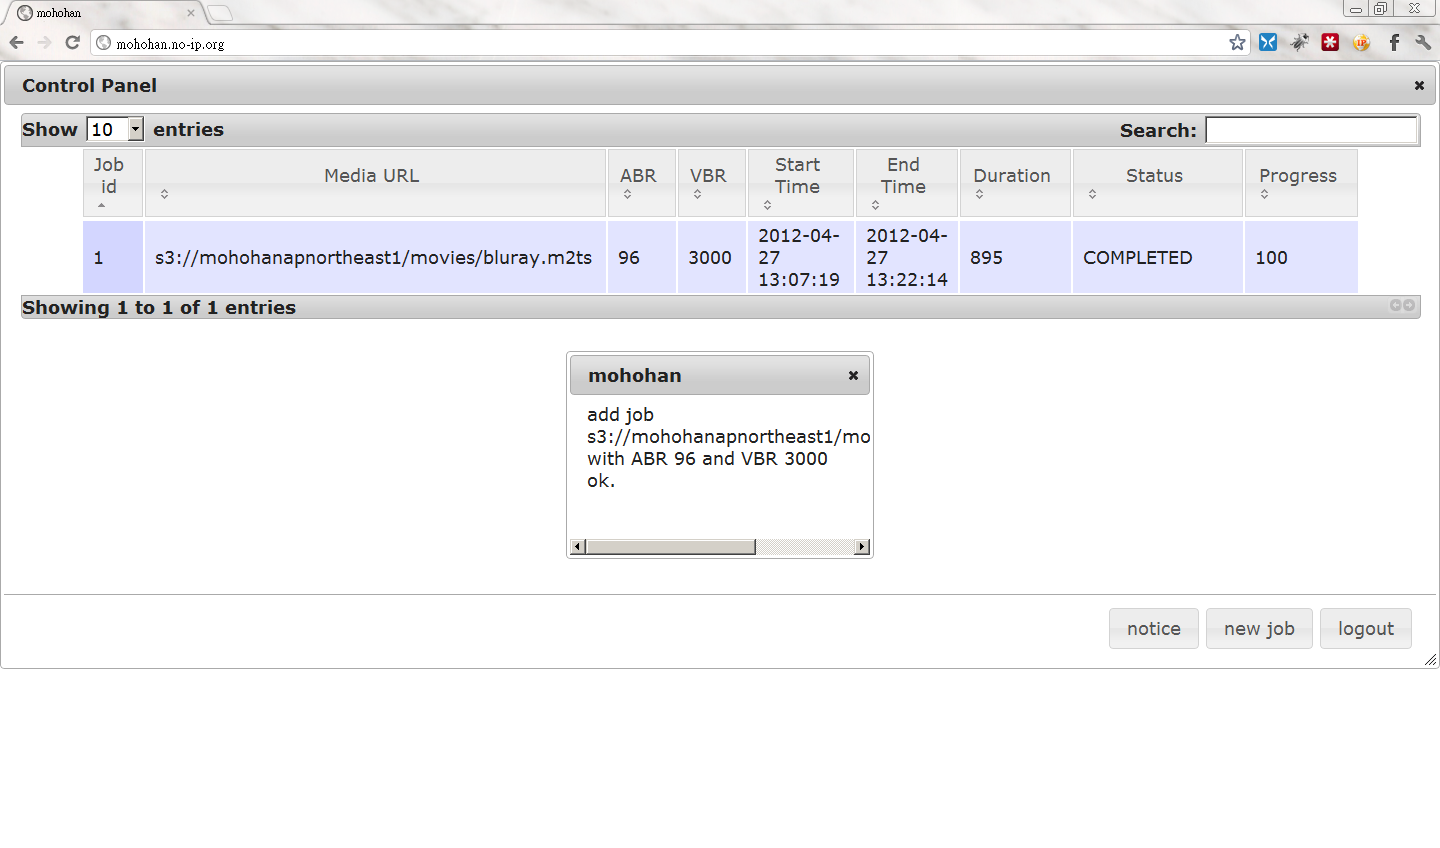 mohohan
mohohan.no-ip.org
Control Panel
Show 10 entries Search:
Job id Media URL ABR VBR Start Time End Time Duration Status Progress
1 s3://mohohanapnortheast1/movies/bluray.m2ts 96 3000 2012-04-27 13:07:19 2012-04-27 13:22:14 895 COMPLETED 100
Showing 1 to 1 of 1 entries
mohohan
add job
s3://mohohanapnortheast1/mo
with ABR 96 and VBR 3000
ok.
notice new job logout